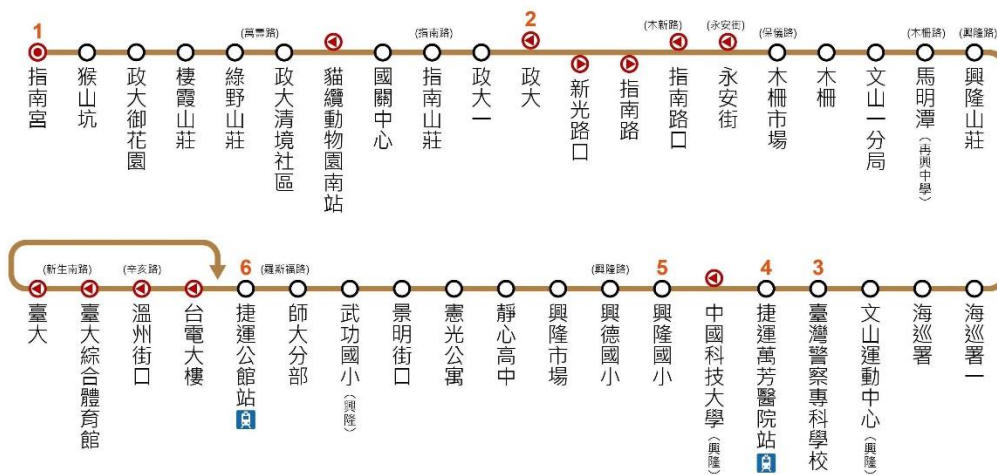 1
2
(萬壽路)
(指南路)
(木新路)
(永安街)
(保儀路)
(木柵路)
(興隆路)
指南宮
猴山坑
政大御花園
棲霞山莊
綠野山莊
政大清境社區
貓纜動物園南站
國關中心
指南山莊
政大一
政大
新光路口
指南路
指南路口
永安街
木柵市場
木柵
文山一分局
馬明潭(再興中學)
興隆山莊
(新生南路)
(辛亥路)
6
(羅斯福路)
(興隆路)
5
4
3
臺大
臺大綜合體育館
溫州街口
台電大樓
捷運公館站
師大分部
武功國小(興隆)
景明街口
憲光公寓
靜心高中
興隆市場
興德國小
興隆國小
中國科技大學(興隆)
捷運萬芳醫院站
臺灣警察專科學校
文山運動中心(興隆)
海巡署
海巡署一